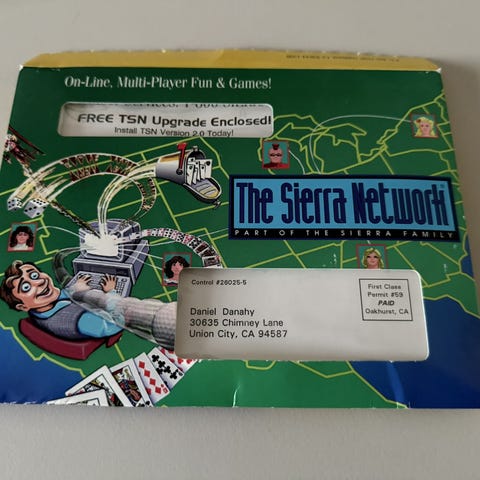 On-Line, Multi-Player Fun & Games!
FREE TSN Upgrade Enclosed!
Install TSN Version 2.0 Today!
The Sierra Network
PART OF THE SIERRA FAMILY
Control #26025-5
First Class
Permit #59
PAID
Oakhurst, CA
Daniel Danahy
30635 Chimney Lane
Union City, CA 94587